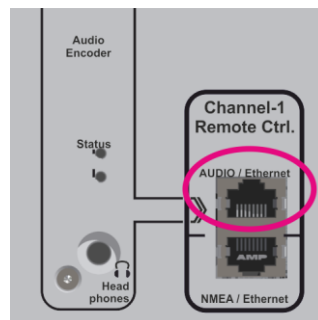 Audio
Encoder
Status
Head
phones
Channel-1
Remote Ctrl.
AUDIO / Ethernet
AMP
NMEA / Ethernet